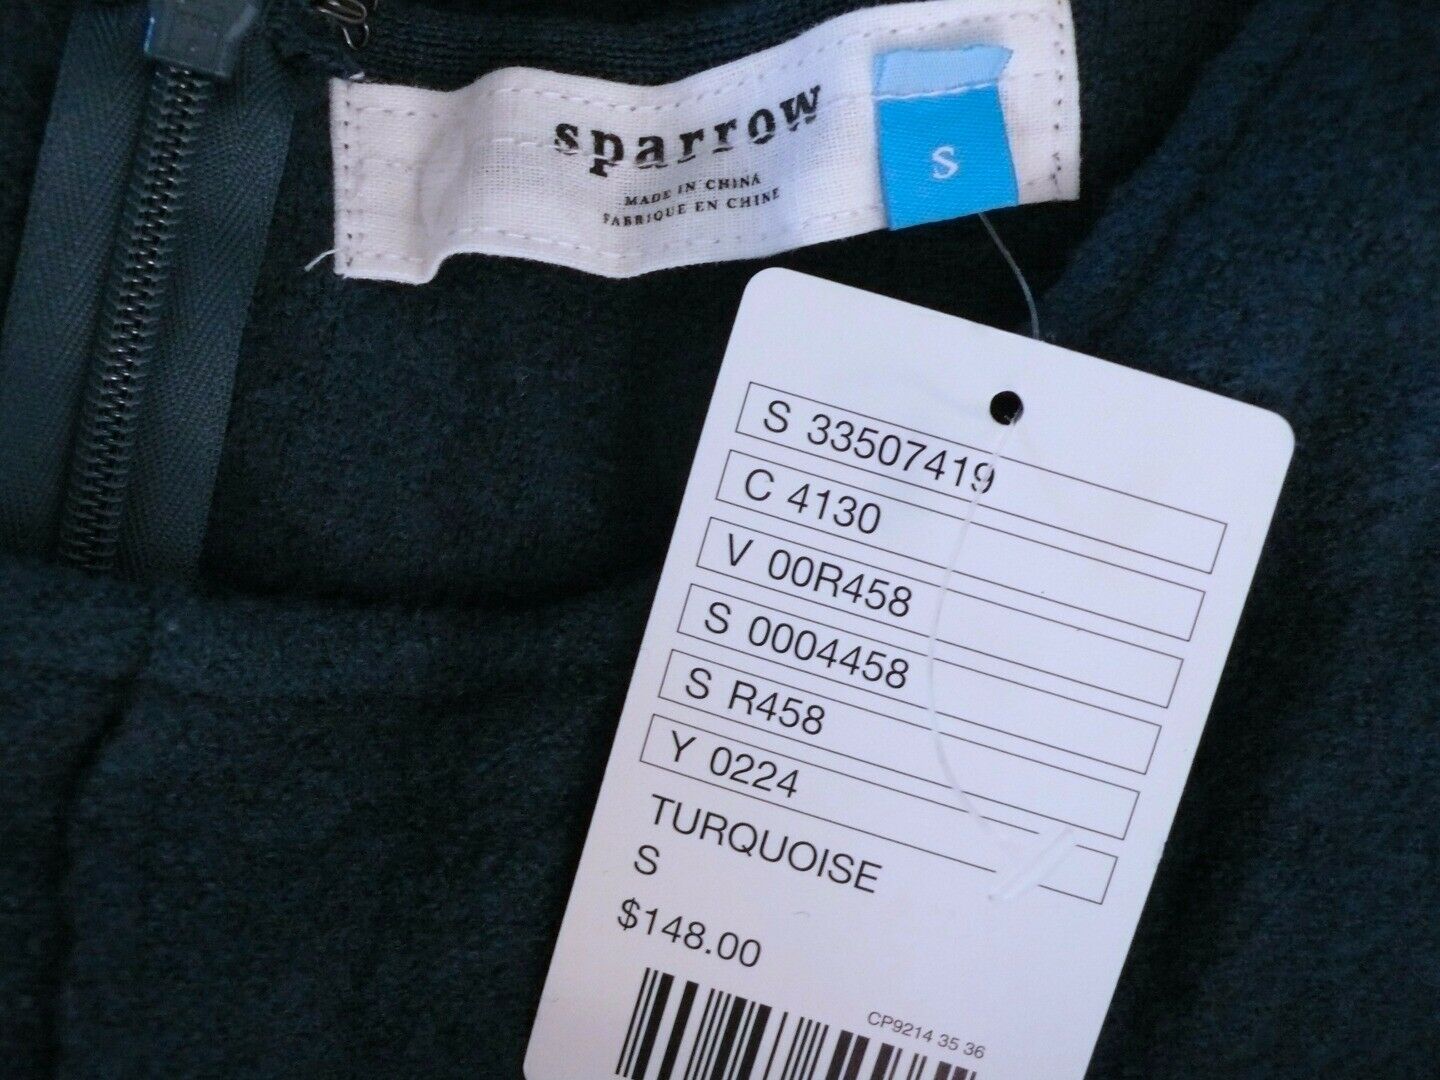 sparrow
MADE IN CHINA
FABRIQUE EN CHINE
S
S 33507419
C 4130
V 00R458
S 0004458
S R458
Y 0224
TURQUOISE
S
$148.00
CP9214 35 36